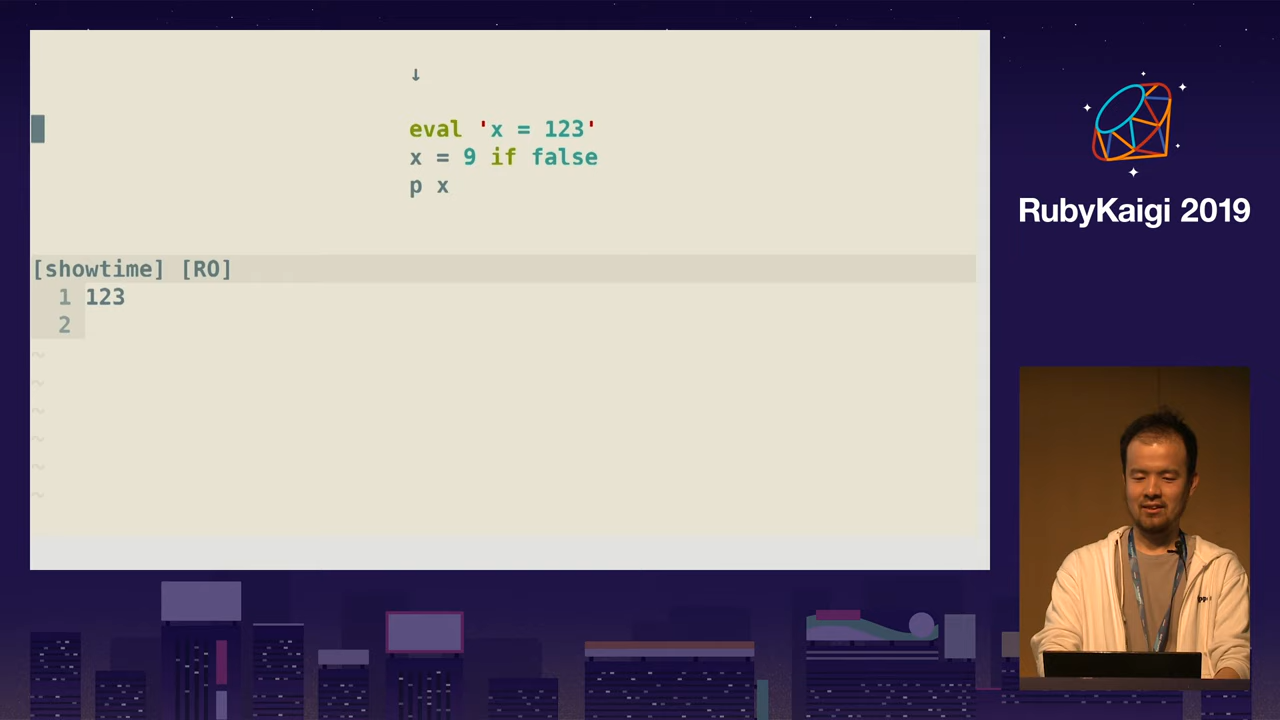 ↓
eval 'x = 123'
x = 9 if false
p x
[showtime] [RO]
1 123
2
~
~
~
~
~
~
RubyKaigi 2019